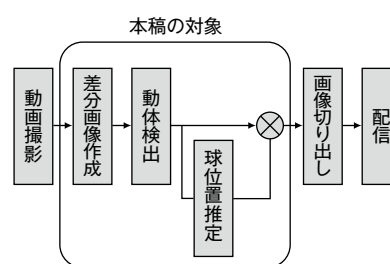 本稿の対象
動画撮影
差分画像作成
動体検出
球位置推定
画像切り出し
配信